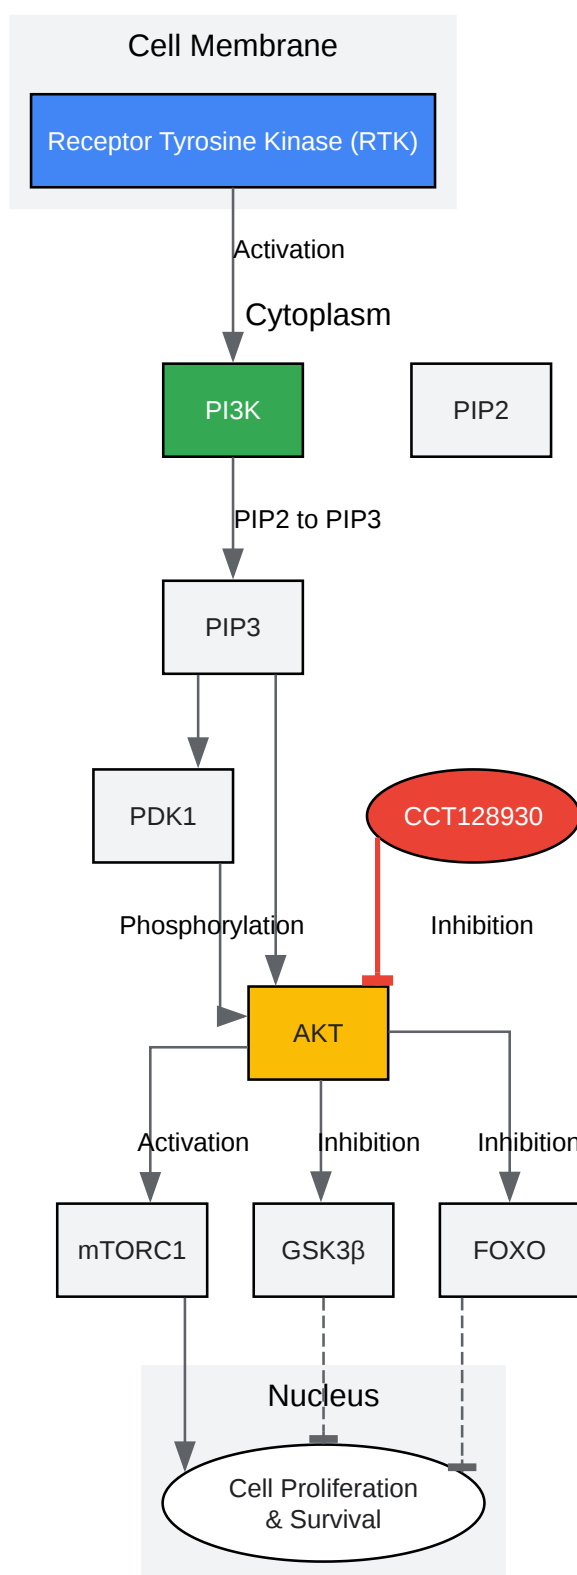 Cell Membrane
Receptor Tyrosine Kinase (RTK)
Activation
Cytoplasm
PI3K
PIP2
PIP2 to PIP3
PIP3
PDK1
CCT128930
Phosphorylation
Inhibition
AKT
Activation
Inhibition
Inhibition
mTORC1
GSK3β
FOXO
Nucleus
Cell Proliferation
& Survival